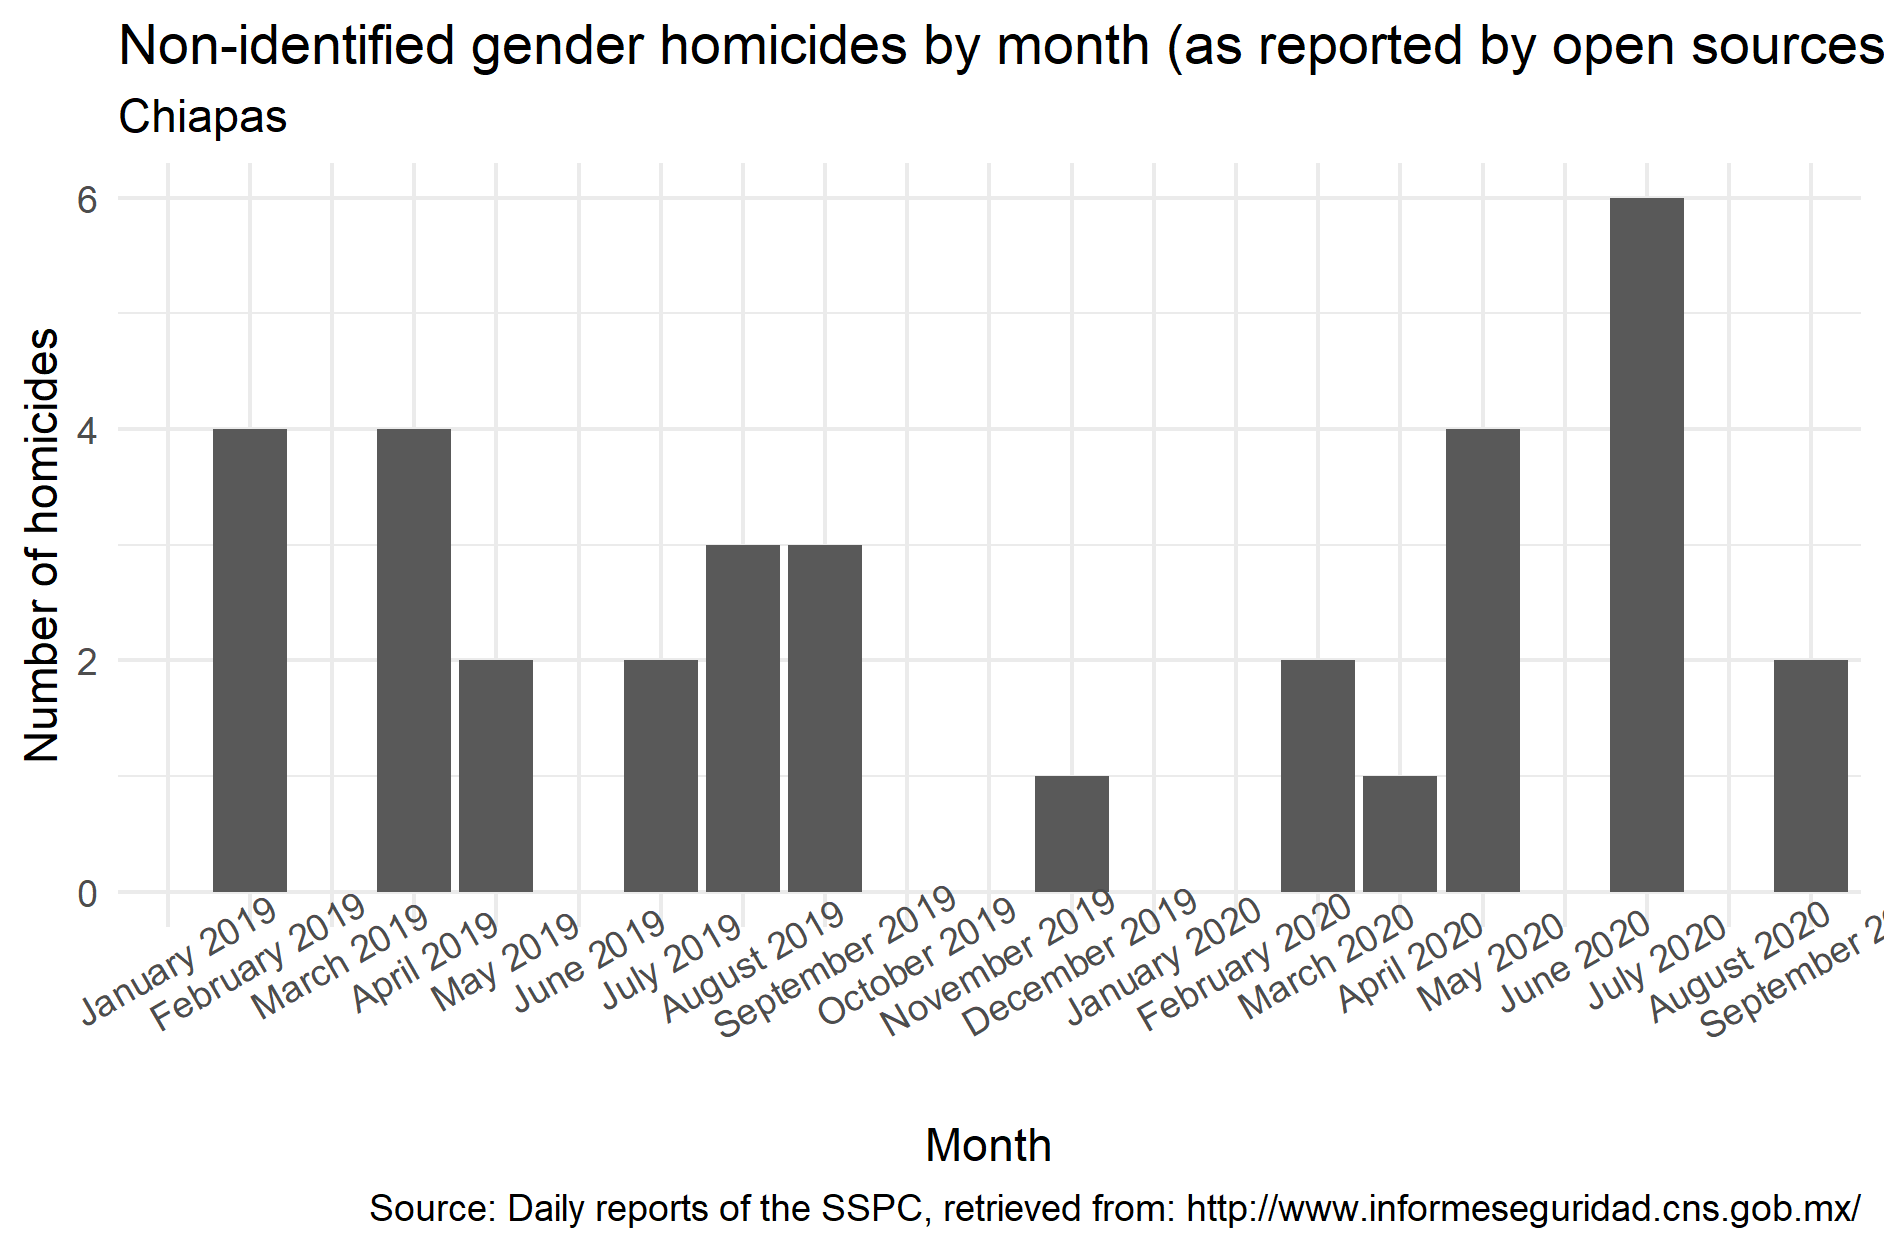 Non-identified gender homicides by month (as reported by open sources
Chiapas
Number of homicides
6
4
2
0
January 2019
February 2019
March 2019
April 2019
May 2019
June 2019
July 2019
August 2019
September 2019
October 2019
November 2019
December 2019
January 2020
February 2020
March 2020
April 2020
May 2020
June 2020
July 2020
August 2020
September
Month
Source: Daily reports of the SSPC, retrieved from: http://www.informeseguridad.cns.gob.mx/